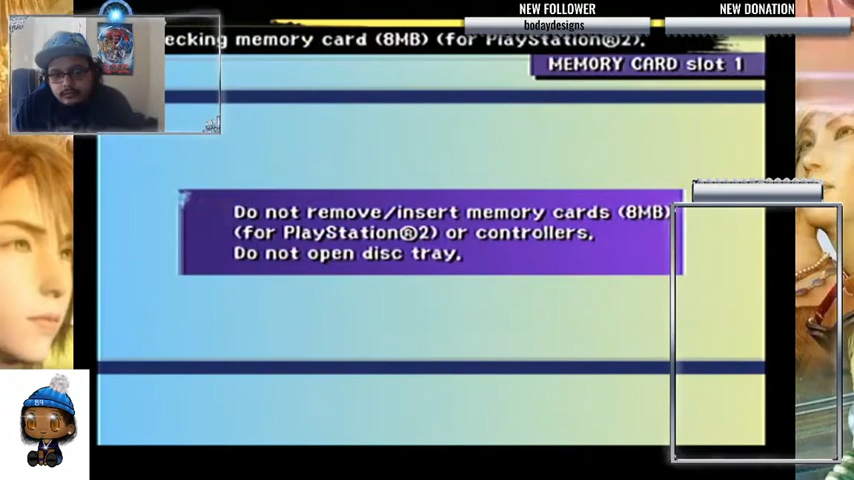 NEW FOLLOWER
bodaydesigns
NEW DONATION
ecking memory card (8MB) (for PlayStation®2).
MEMORY CARD slot 1
Do not remove/insert memory cards (8MB)
(for PlayStation®2) or controllers.
Do not open disc tray.
84